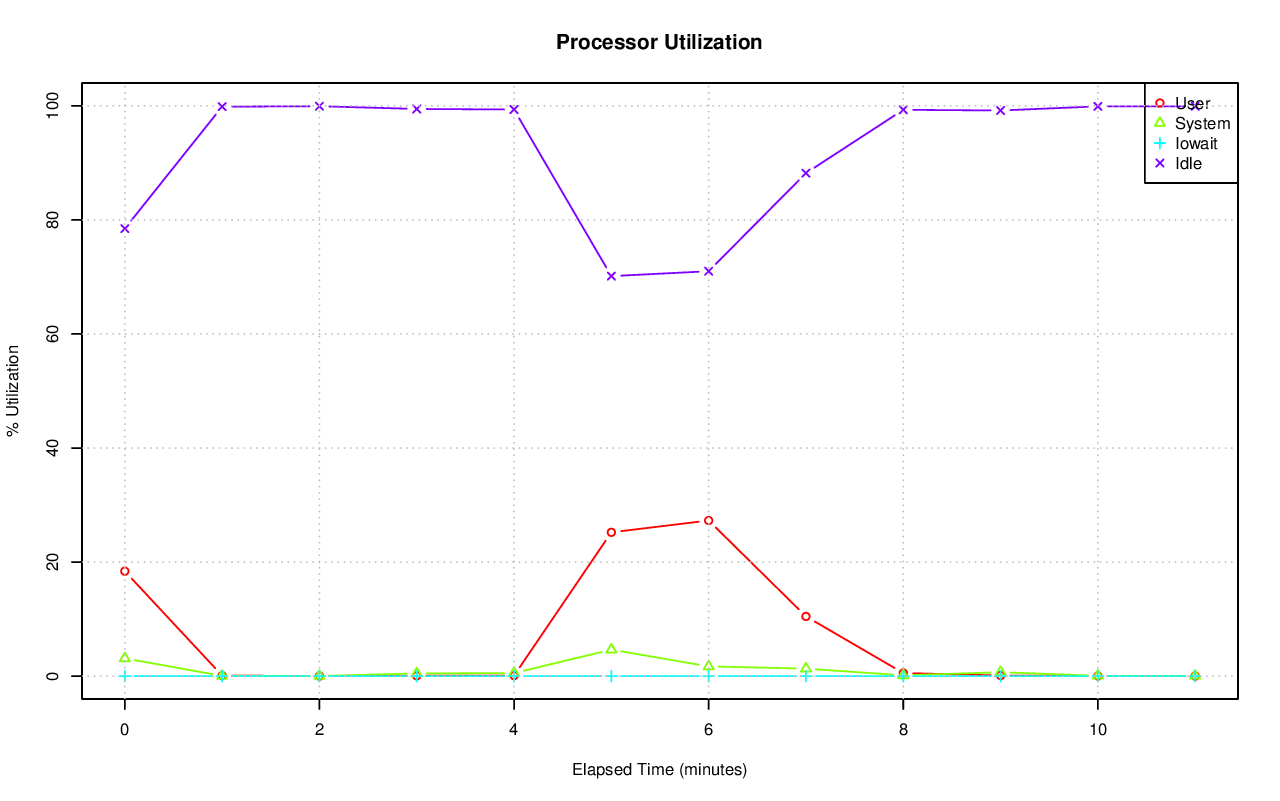 Processor Utilization
% Utilization
100
80
60
40
20
0
User
System
Iowait
Idle
0 2 4 6 8 10
Elapsed Time (minutes)